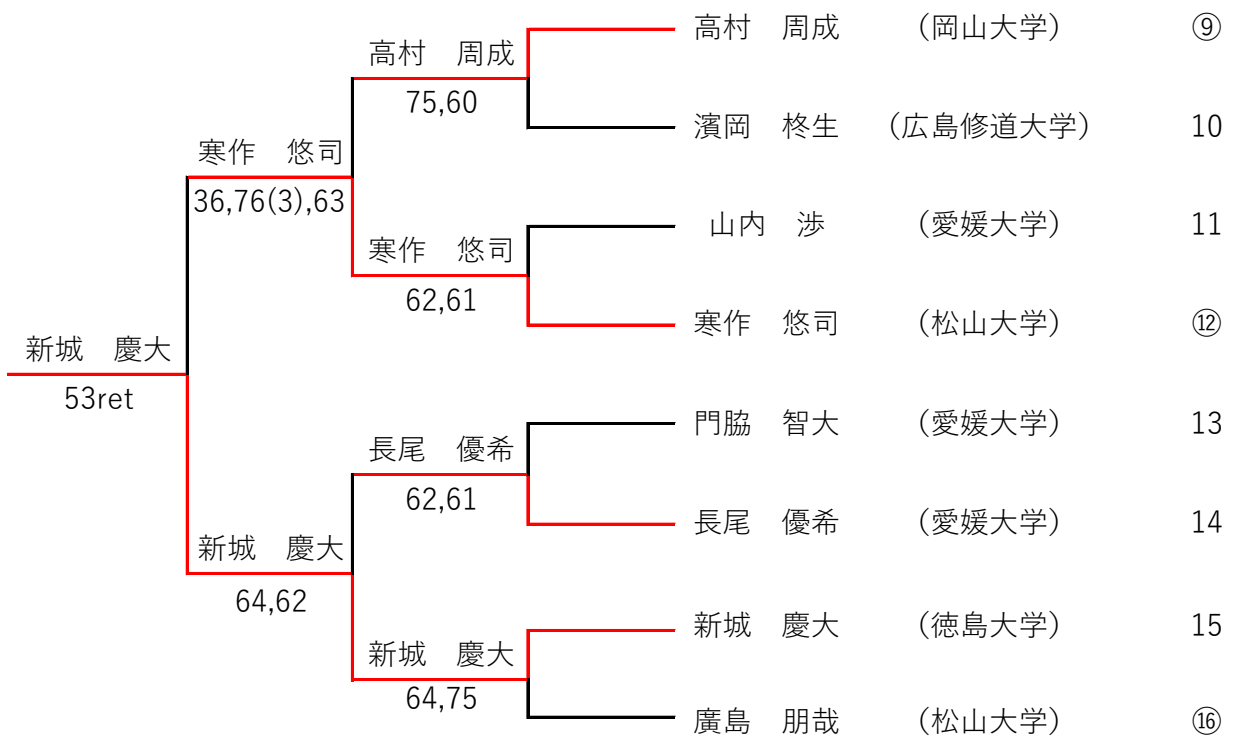 高村　周成　（岡山大学）　⑨
高村　周成
75,60
濱岡　柊生　（広島修道大学）　10
寒作　悠司
36,76(3),63
山内　渉　（愛媛大学）　11
寒作　悠司
62,61
寒作　悠司　（松山大学）　⑫
新城　慶大
53ret
門脇　智大　（愛媛大学）　13
長尾　優希
62,61
長尾　優希　（愛媛大学）　14
新城　慶大
64,62
新城　慶大　（徳島大学）　15
新城　慶大
64,75
廣島　朋哉　（松山大学）　⑯